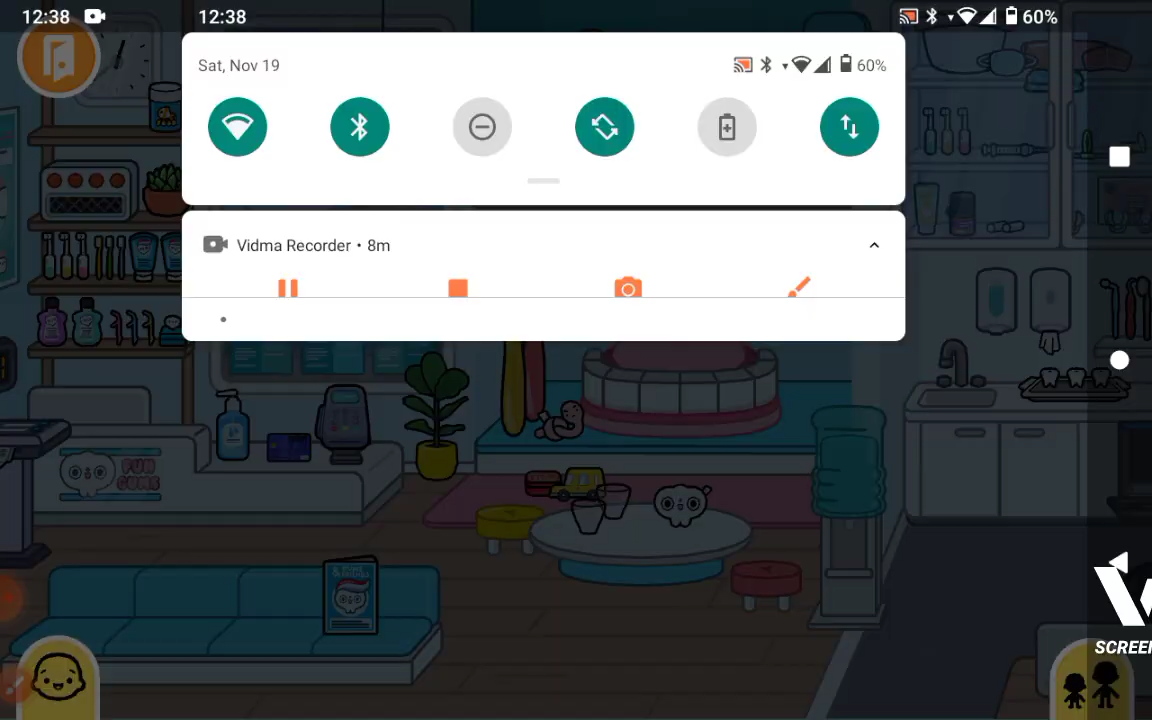 12:38
12:38
60%
Sat, Nov 19
60%
Vidma Recorder • 8m
FUN
GUMS
SCREE